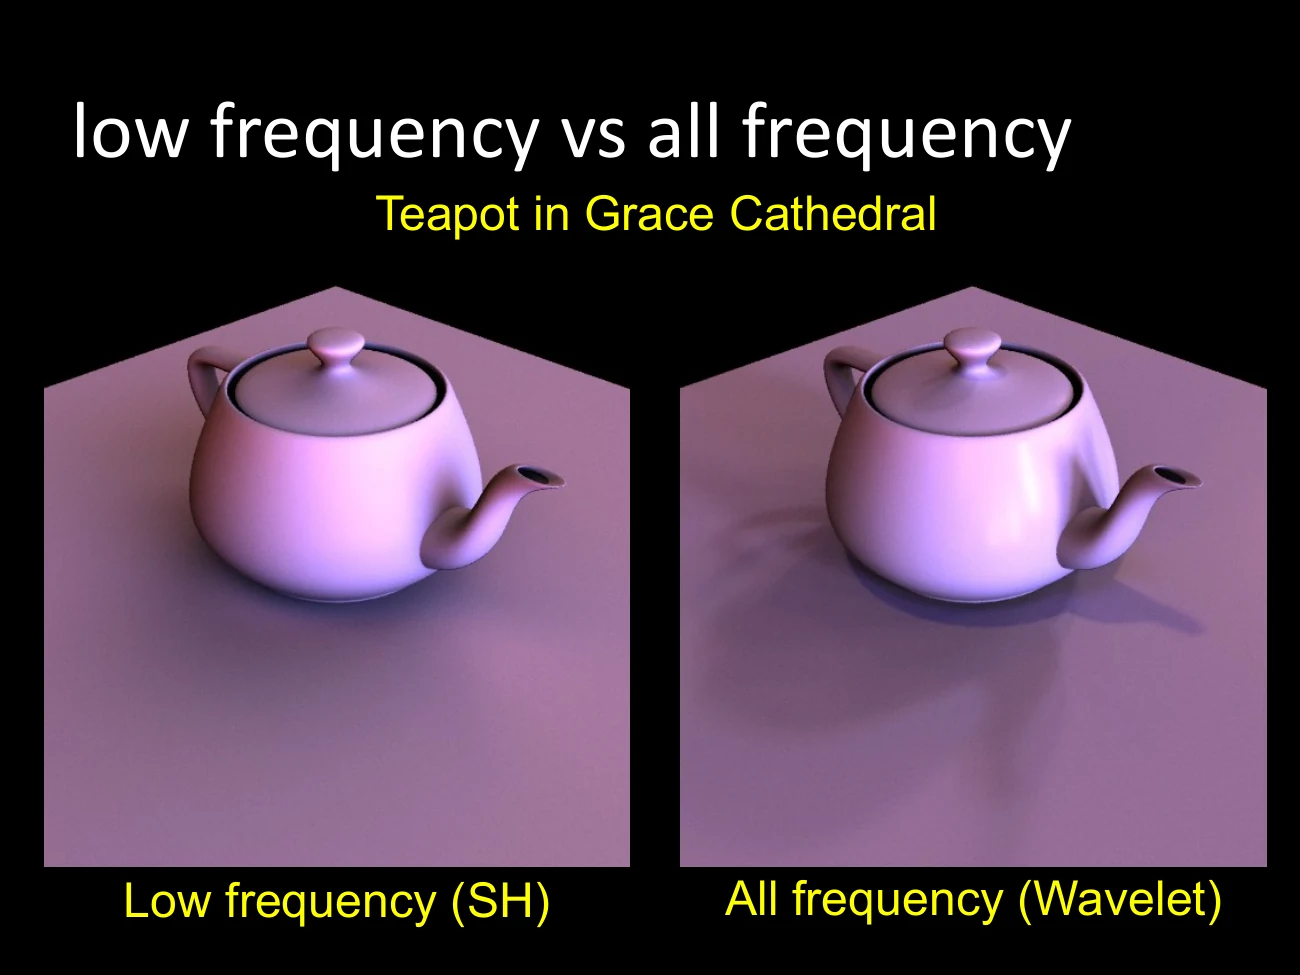 low frequency vs all frequency
Teapot in Grace Cathedral
Low frequency (SH)
All frequency (Wavelet)